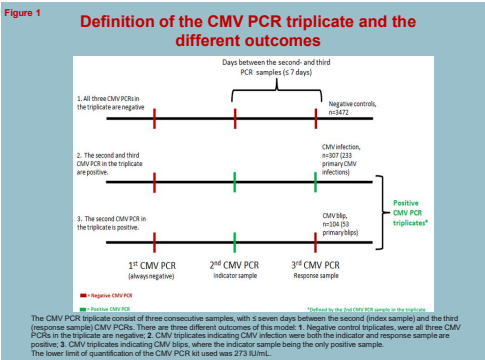 Figure 1
Definition of the CMV PCR triplicate and the
different outcomes
Days between the second- and third
PCR samples (≤ 7 days)
1. All three CMV PCRs in
the triplicate are negative
Negative controls,
n=3472
2. The second and third
CMV PCR in the triplicate
are positive.
CMV infection,
n=307 (233
primary CMV
infections)
Positive
CMV PCR
triplicates*
3. The second CMV PCR in
the triplicate is positive.
CMV blip,
n=104 (53
primary blips)
1st CMV PCR
(always negative)
2nd CMV PCR
Indicator sample
3rd CMV PCR
Response sample
= Negative CMV PCR
= Positive CMV PCR
*Defined by the 2nd CMV PCR sample in the triplicate
The CMV PCR triplicate consist of three consecutive samples, with ≤ seven days between the second (index sample) and the third
(response sample) CMV PCRs. There are three different outcomes of this model: 1. Negative control triplicates, were all three CMV
PCRs in the triplicate are negative; 2. CMV triplicates indicating CMV infection were both the indicator and response sample are
positive; 3. CMV triplicates indicating CMV blips, where the indicator sample being the only positive sample.
The lower limit of quantification of the CMV PCR kit used was 273 IU/mL.